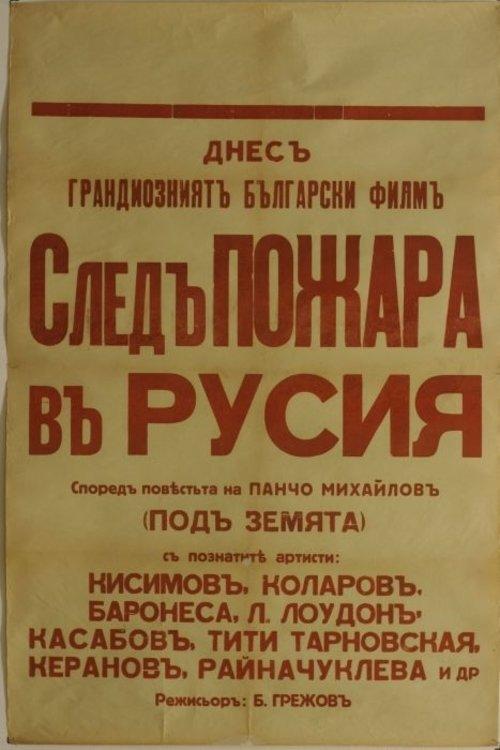 ДНЕСЪ
ГРАНДИОЗНИЯТЪ БЪЛГАРСКИ ФИЛМЪ
СЛЕДЪ ПОЖАРА
ВЪ РУСИЯ
Споредъ повѣстьта на ПАНЧО МИХАЙЛОВЪ
(ПОДЪ ЗЕМЯТА)
съ познатитѣ артисти:
КИСИМОВЪ, КОЛАРОВЪ,
БАРОНЕСА, Л. ЛОУДОНЪ,
КАСАБОВЪ, ТИТИ ТАРНОВСКАЯ,
КЕРАНОВЪ, РАЙНАЧУКЛЕВА и др
Режисьоръ: Б. ГРЕЖОВЪ